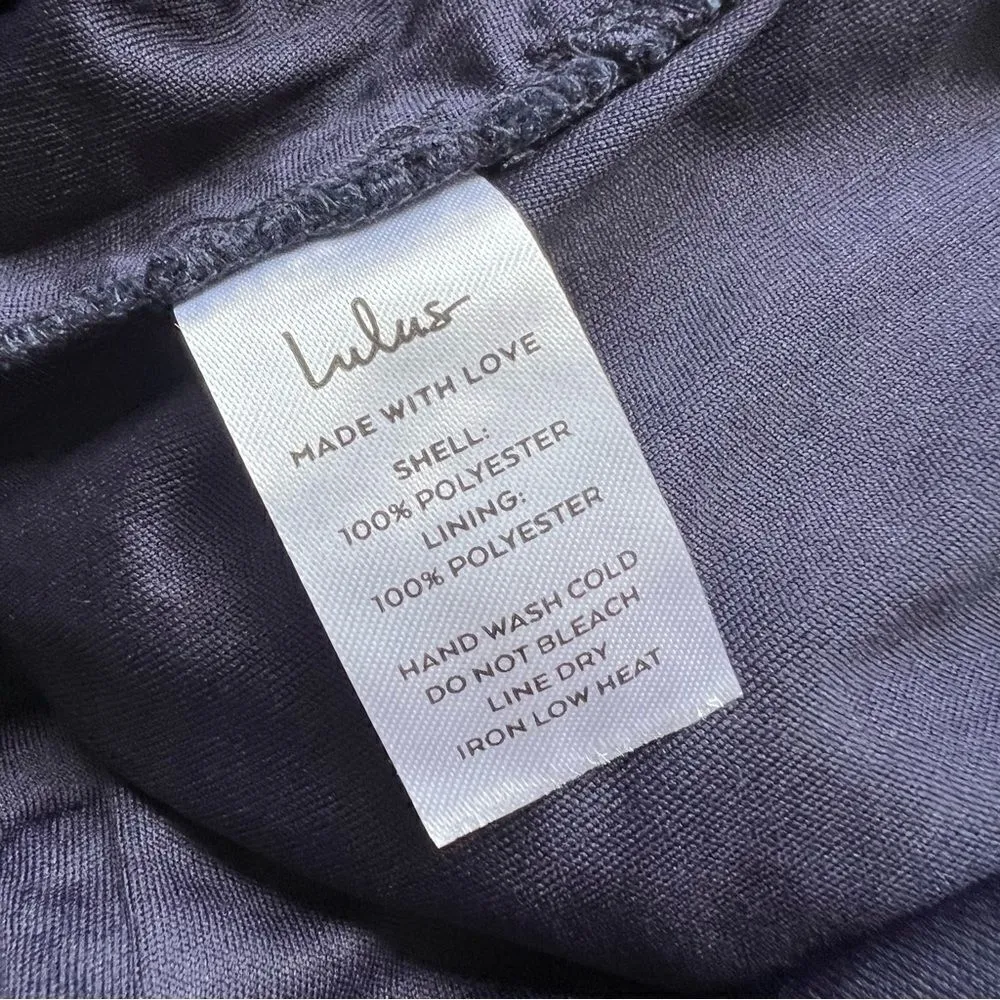 Lulus
MADE WITH LOVE
SHELL:
100% POLYESTER
LINING:
100% POLYESTER
HAND WASH COLD
DO NOT BLEACH
LINE DRY
IRON LOW HEAT